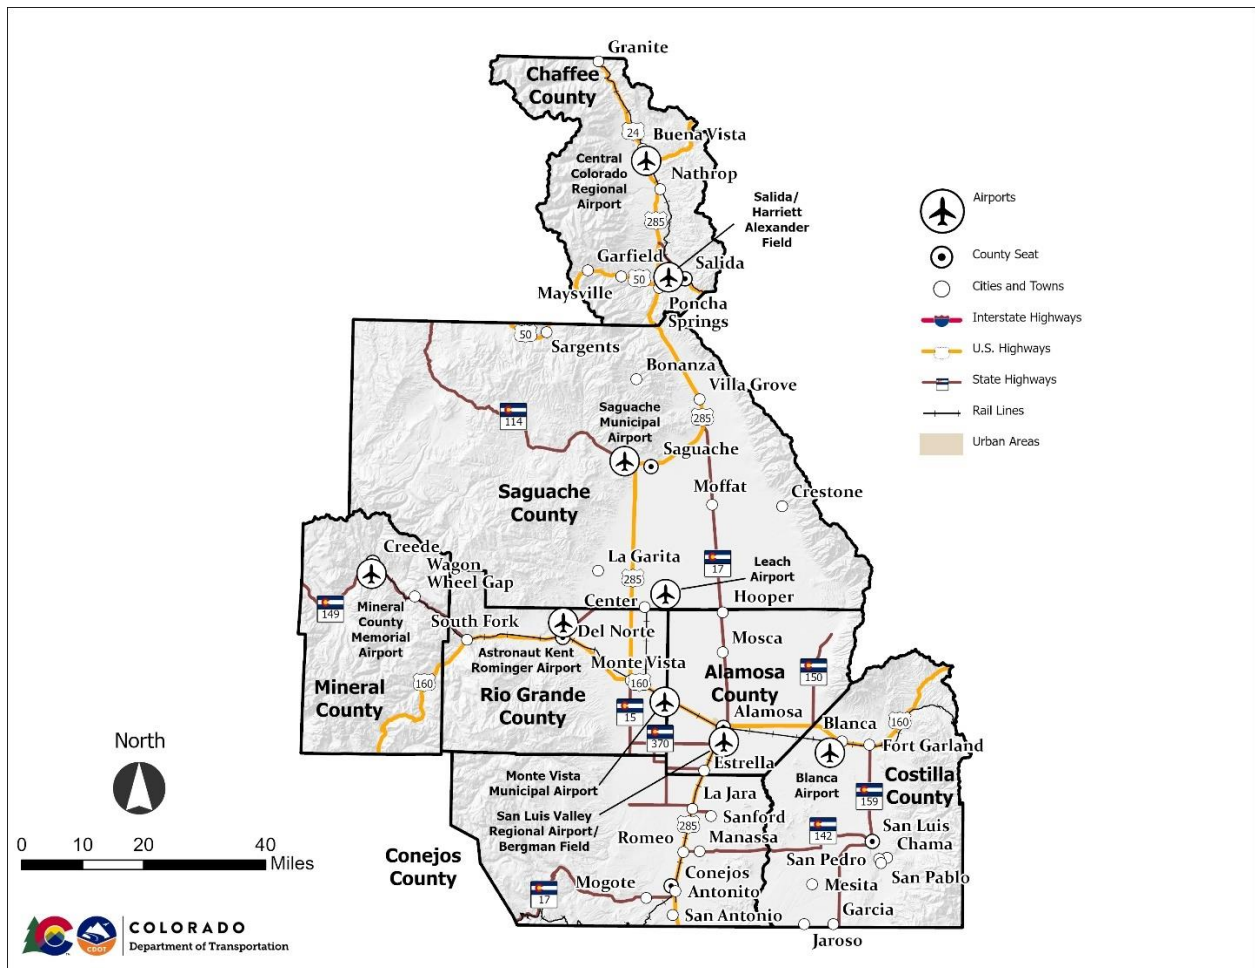 Granite
Chaffee
County
24
Buena Vista
Central
Colorado
Regional
Airport
Nathrop
Salida/
Harriett
Alexander
Field
285
Garfield
Salida
50
Maysville
Poncha
Springs
50
Sargents
Bonanza
Villa Grove
Saguache
Municipal
Airport
285
114
Saguache
Moffat
Crestone
Saguache
County
Creede
Wagon
Wheel Gap
La Garita
285
17
Leach
Airport
Hooper
149
Mineral
County
Memorial
Airport
South Fork
Center
Del Norte
Astronaut Kent
Rominger Airport
Mosca
Monte Vista
160
Alamosa
County
150
Mineral
County
160
Rio Grande
County
15
370
Alamosa
Blanca
160
Fort Garland
Estrella
Blanca
Airport
Costilla
County
Monte Vista
Municipal Airport
San Luis Valley
Regional Airport/
Bergman Field
La Jara
Sanford
285
Romeo
Manassa
142
159
San Luis
Chama
San Pedro
San Pablo
Conejos
County
Mogote
17
Conejos
Antonito
San Antonio
Mesita
Garcia
Jaroso
Airports
County Seat
Cities and Towns
Interstate Highways
U.S. Highways
State Highways
Rail Lines
Urban Areas
North
0 10 20 40
Miles
CDOT
COLORADO
Department of Transportation